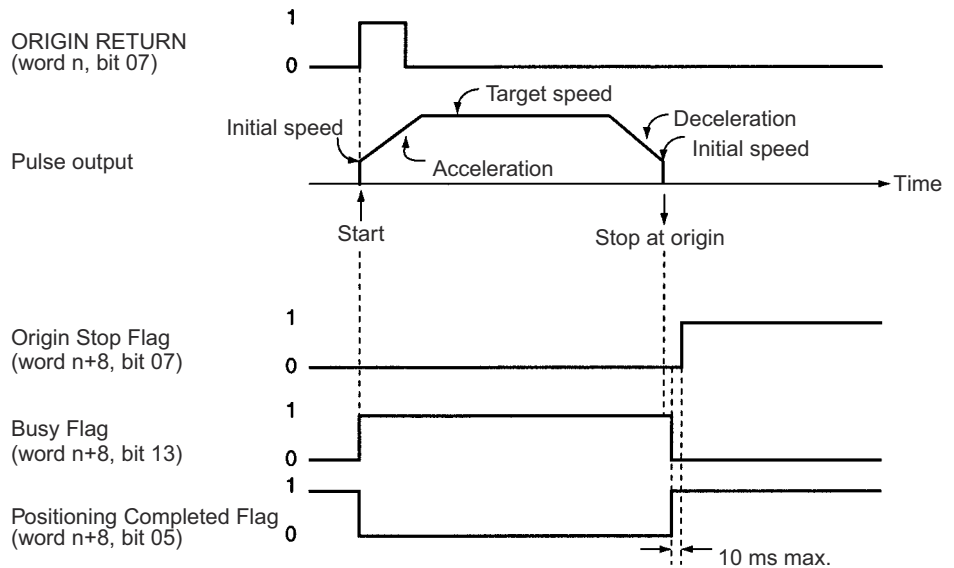 1
ORIGIN RETURN
(word n, bit 07)
0
Target speed
Initial speed
Deceleration
Initial speed
Pulse output
Acceleration
Time
Start
Stop at origin
1
Origin Stop Flag
(word n+8, bit 07)
0
1
Busy Flag
(word n+8, bit 13)
0
1
Positioning Completed Flag
(word n+8, bit 05)
0
10 ms max.